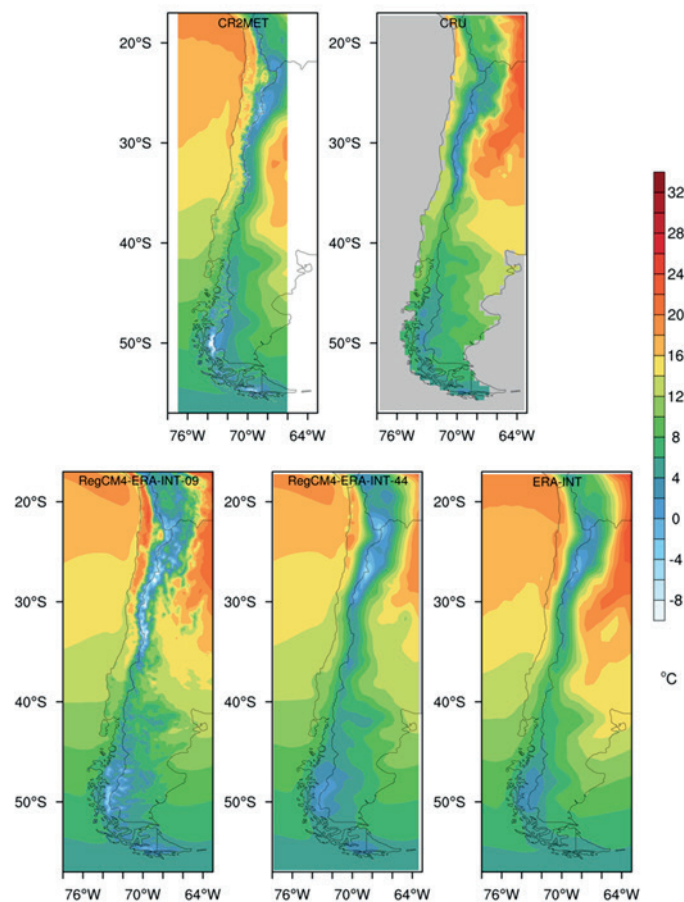 CR2MET
CRU
20°S
20°S
30°S
30°S
40°S
40°S
50°S
50°S
76°W 70°W 64°W
76°W 70°W 64°W
32
28
24
20
16
12
8
4
0
-4
-8
°C
RegCM4-ERA-INT-09
RegCM4-ERA-INT-44
ERA-INT
20°S
20°S
20°S
30°S
30°S
30°S
40°S
40°S
40°S
50°S
50°S
50°S
76°W 70°W 64°W
76°W 70°W 64°W
76°W 70°W 64°W